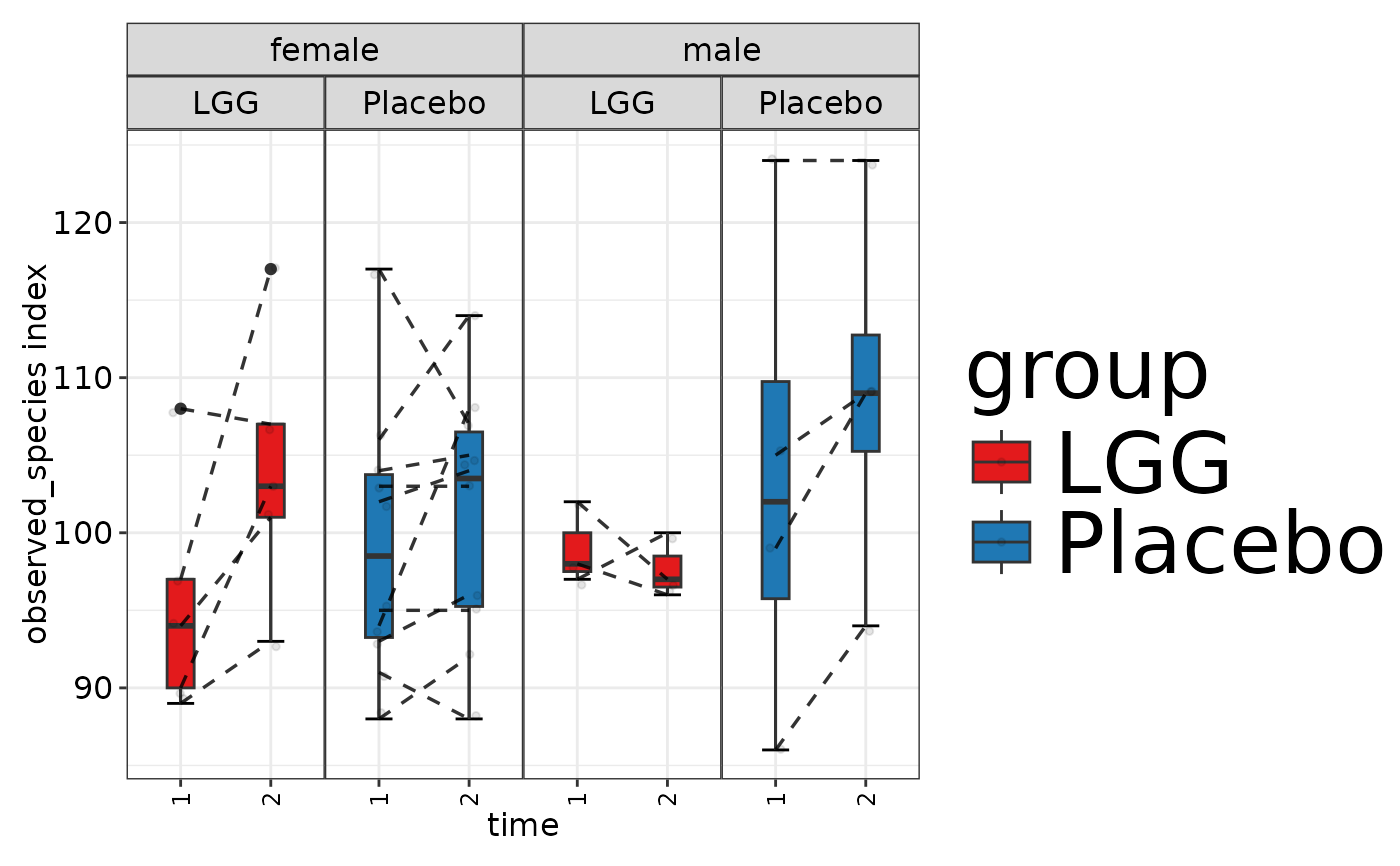 female male
LGG Placebo LGG Placebo
observed_species index
120
110
100
90
1 2 1 2 1 2 1 2
time
group
LGG
Placebo